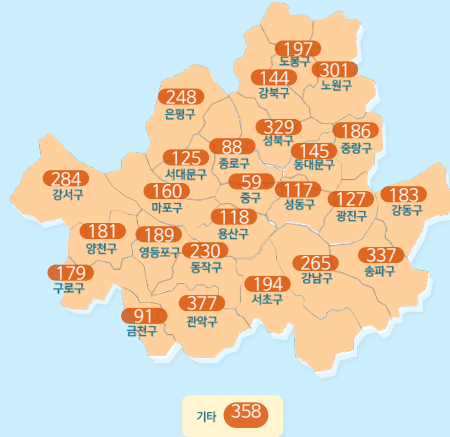 197
도봉구
301
노원구
144
강북구
248
은평구
329
성북구
186
중랑구
88
종로구
145
동대문구
125
서대문구
59
중구
117
성동구
127
광진구
183
강동구
284
강서구
160
마포구
118
용산구
181
양천구
189
영등포구
230
동작구
265
강남구
337
송파구
179
구로구
194
서초구
377
관악구
91
금천구
기타 358